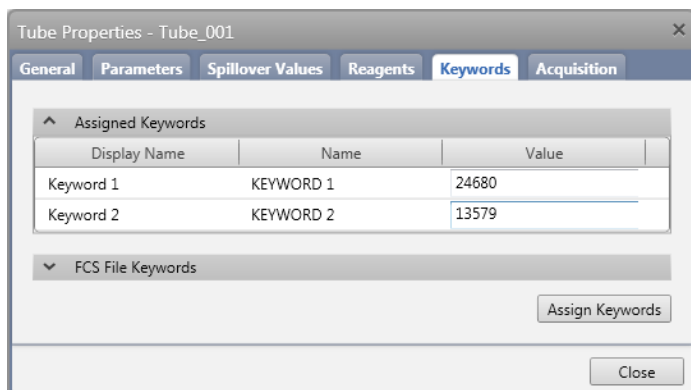 Tube Properties - Tube_001
General Parameters Spillover Values Reagents Keywords Acquisition
Assigned Keywords
Display Name Name Value
Keyword 1 KEYWORD 1 24680
Keyword 2 KEYWORD 2 13579
FCS File Keywords
Assign Keywords
Close